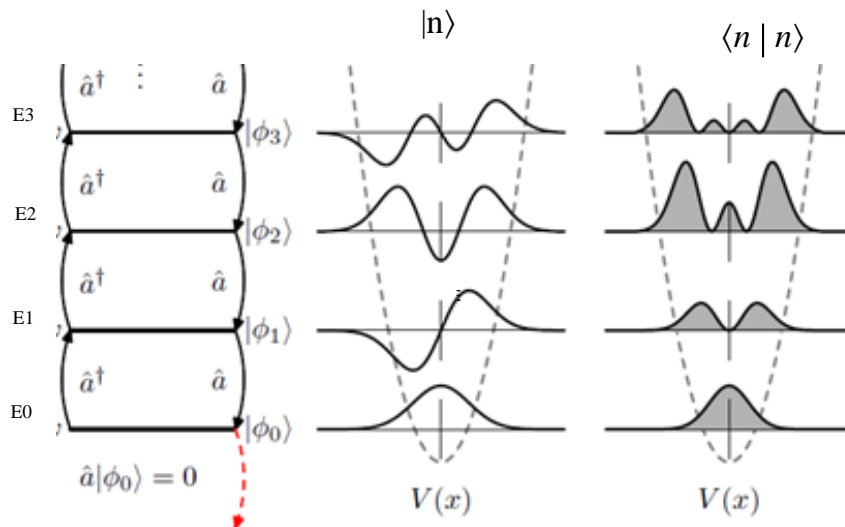 |n⟩
⟨n | n⟩
â† ⋮ â
E3
|ϕ₃⟩
â† â
E2
|ϕ₂⟩
â† â
E1
|ϕ₁⟩
â† â
E0
|ϕ₀⟩
â|ϕ₀⟩ = 0
V(x)
V(x)